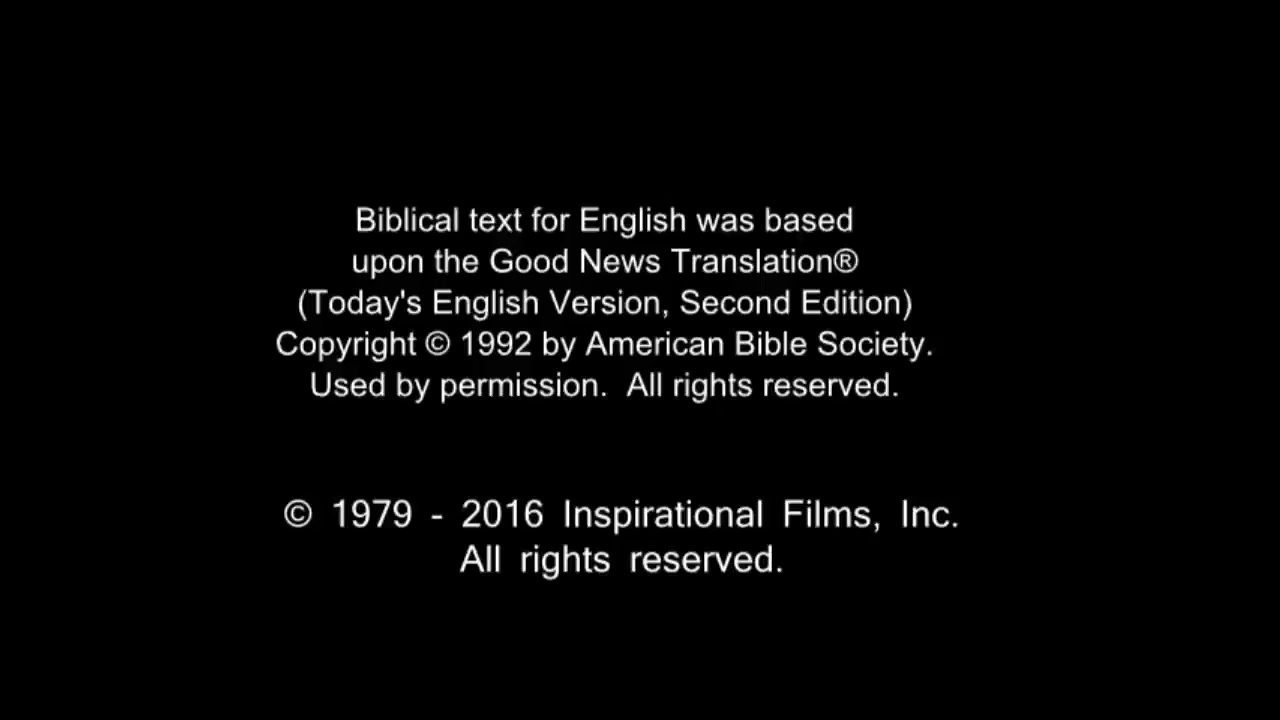 Biblical text for English was based
upon the Good News Translation®
(Today's English Version, Second Edition)
Copyright © 1992 by American Bible Society.
Used by permission.  All rights reserved.
© 1979 - 2016 Inspirational Films, Inc.
All rights reserved.